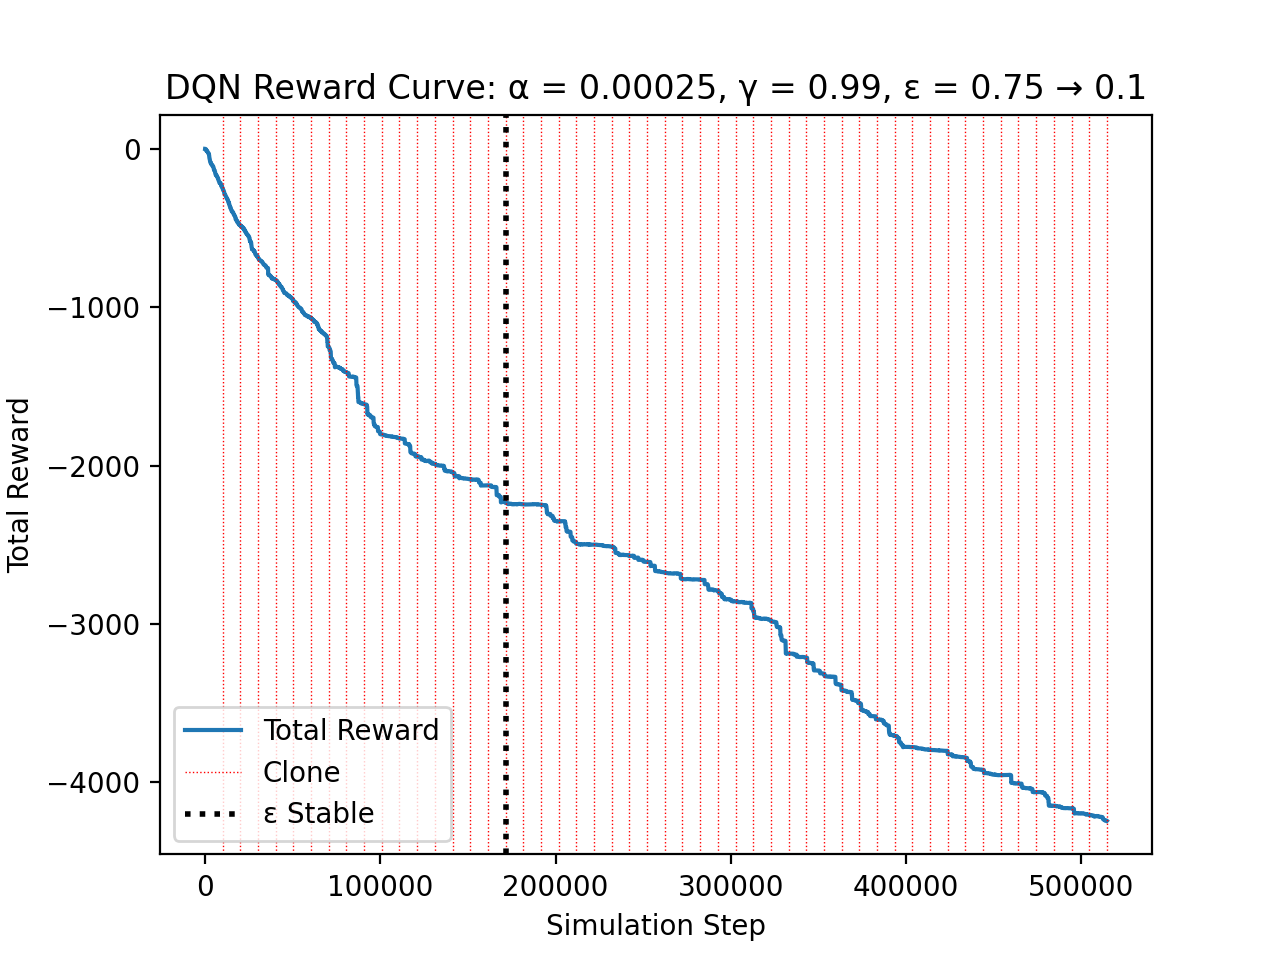 DQN Reward Curve: α = 0.00025, γ = 0.99, ε = 0.75 → 0.1
0
−1000
−2000
−3000
−4000
Total Reward
Total Reward
Clone
ε Stable
0
100000
200000
300000
400000
500000
Simulation Step